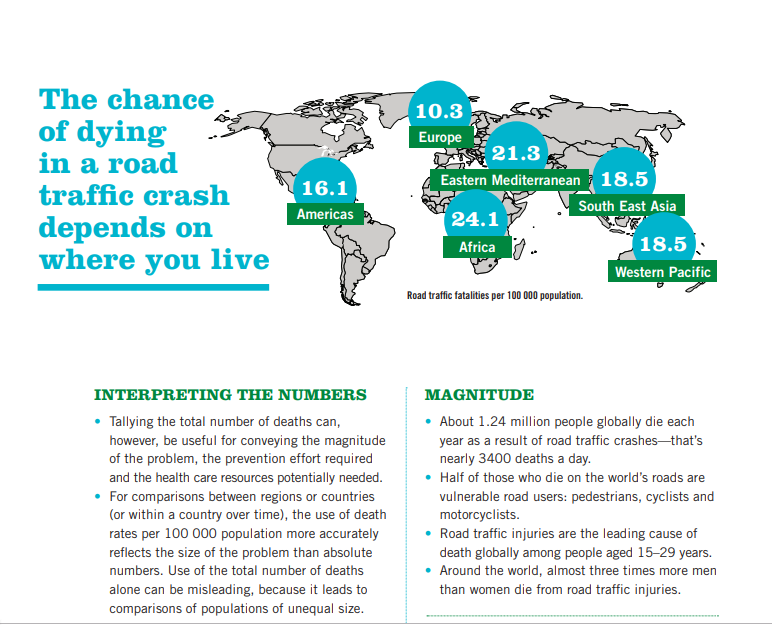 The chance
of dying
in a road
traffic crash
depends on
where you live
10.3
Europe
21.3
Eastern Mediterranean
18.5
South East Asia
16.1
Americas
24.1
Africa
18.5
Western Pacific
Road traffic fatalities per 100 000 population.
INTERPRETING THE NUMBERS
• Tallying the total number of deaths can,
however, be useful for conveying the magnitude
of the problem, the prevention effort required
and the health care resources potentially needed.
• For comparisons between regions or countries
(or within a country over time), the use of death
rates per 100 000 population more accurately
reflects the size of the problem than absolute
numbers. Use of the total number of deaths
alone can be misleading, because it leads to
comparisons of populations of unequal size.
MAGNITUDE
• About 1.24 million people globally die each
year as a result of road traffic crashes—that's
nearly 3400 deaths a day.
• Half of those who die on the world's roads are
vulnerable road users: pedestrians, cyclists and
motorcyclists.
• Road traffic injuries are the leading cause of
death globally among people aged 15–29 years.
• Around the world, almost three times more men
than women die from road traffic injuries.